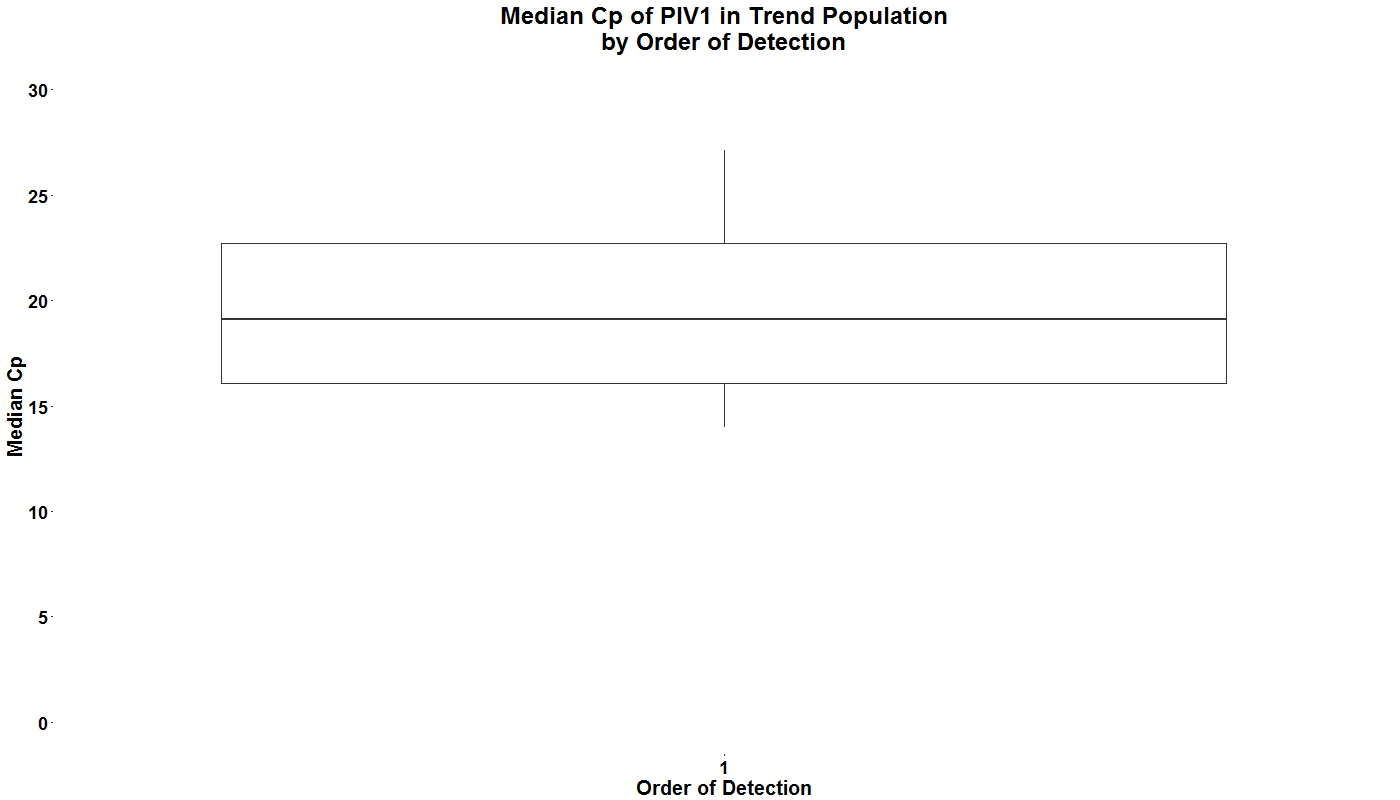 Median Cp of PIV1 in Trend Population
by Order of Detection
30
25
20
15
10
5
0
Median Cp
1
Order of Detection